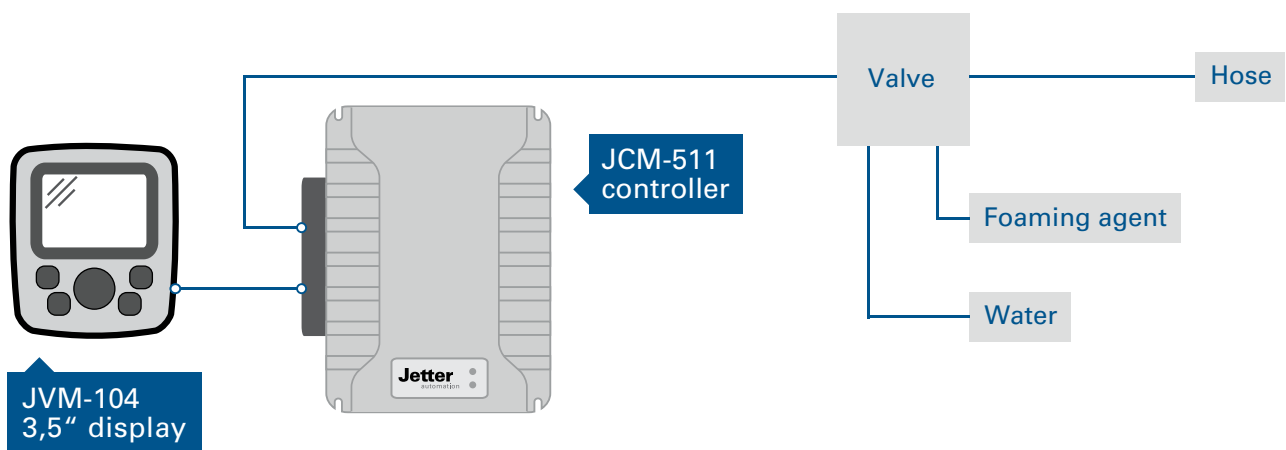 Valve
Hose
JCM-511
controller
Foaming agent
Water
Jetter
automation
JVM-104
3,5“ display